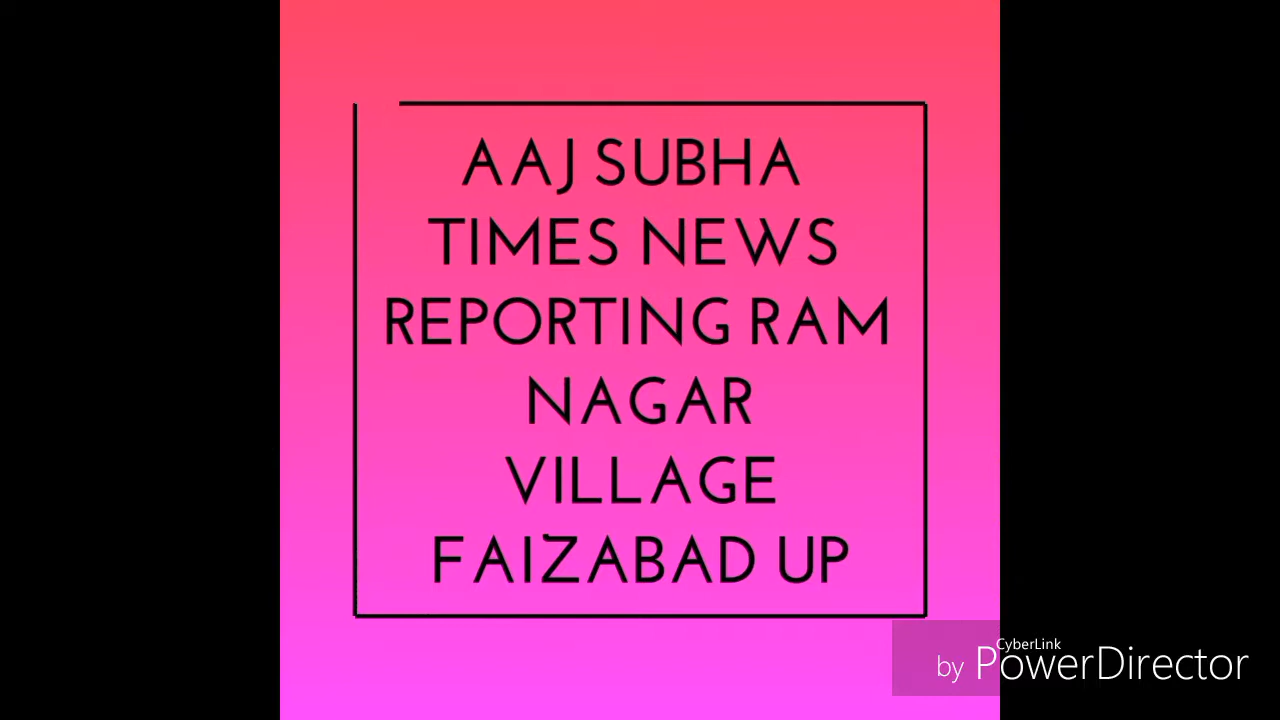 AAJ SUBHA
TIMES NEWS
REPORTING RAM
NAGAR
VILLAGE
FAIZABAD UP
CyberLink
by PowerDirector